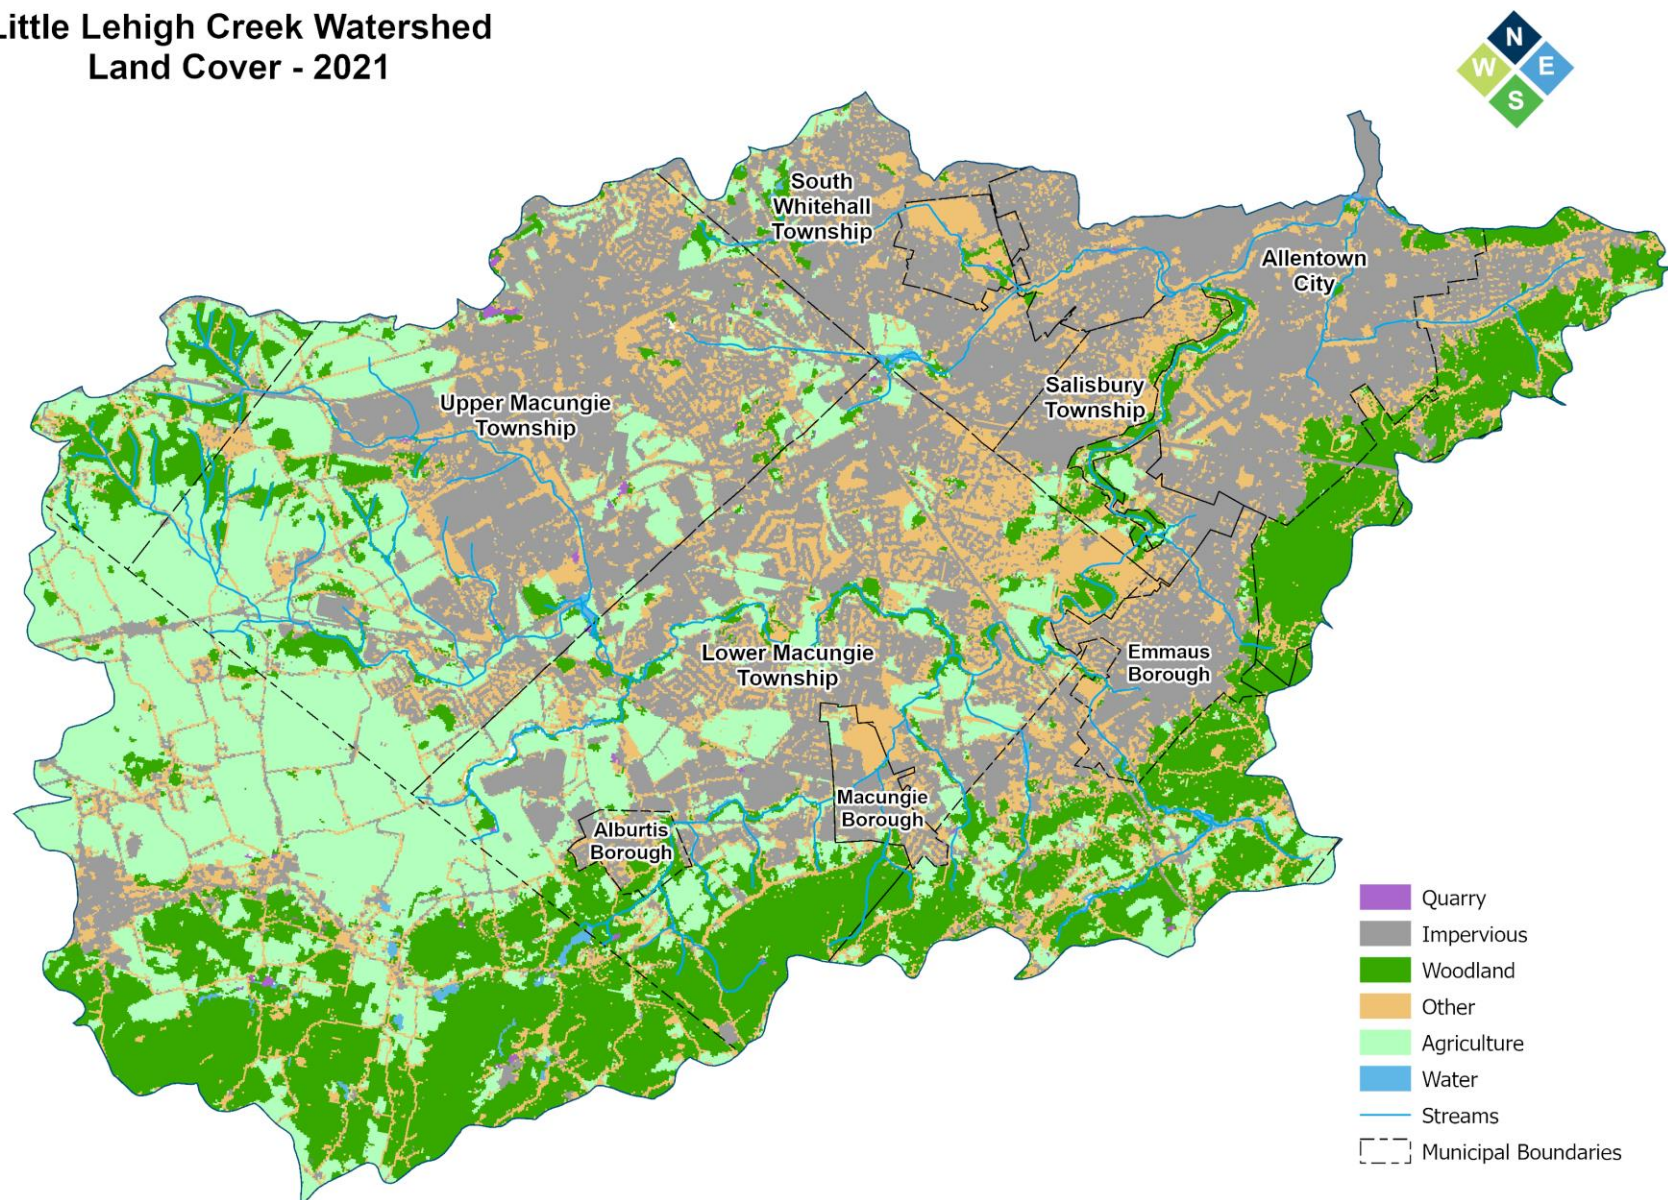 Little Lehigh Creek Watershed
Land Cover - 2021
N
W
E
S
South
Whitehall
Township
Allentown
City
Salisbury
Township
Upper Macungie
Township
Lower Macungie
Township
Emmaus
Borough
Macungie
Borough
Alburtis
Borough
Quarry
Impervious
Woodland
Other
Agriculture
Water
Streams
Municipal Boundaries